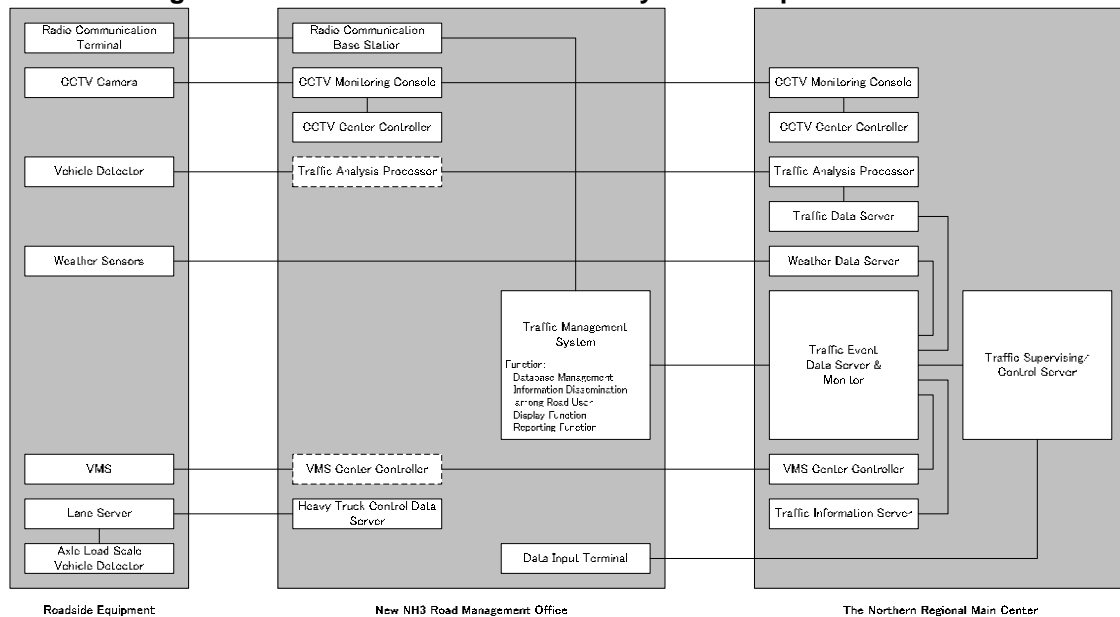 Radio Communication
Terminal
CCTV Camera
Vehicle Detector
Weather Sensors
VMS
Lane Server
Axle Load Scale
Vehicle Detector
Roadside Equipment
Radio Communication
Base Station
CCTV Monitoring Console
CCTV Center Controller
Traffic Analysis Processor
Traffic Management
System
Function:
Database Management
Information Dissemination
among Road User
Display Function
Reporting Function
VMS Center Controller
Heavy Truck Control Data
Server
Data Input Terminal
New NH3 Road Management Office
CCTV Monitoring Console
CCTV Center Controller
Traffic Analysis Processor
Traffic Data Server
Weather Data Server
Traffic Event
Data Server &
Monitor
Traffic Supervising/
Control Server
VMS Center Controller
Traffic Information Server
The Northern Regional Main Center